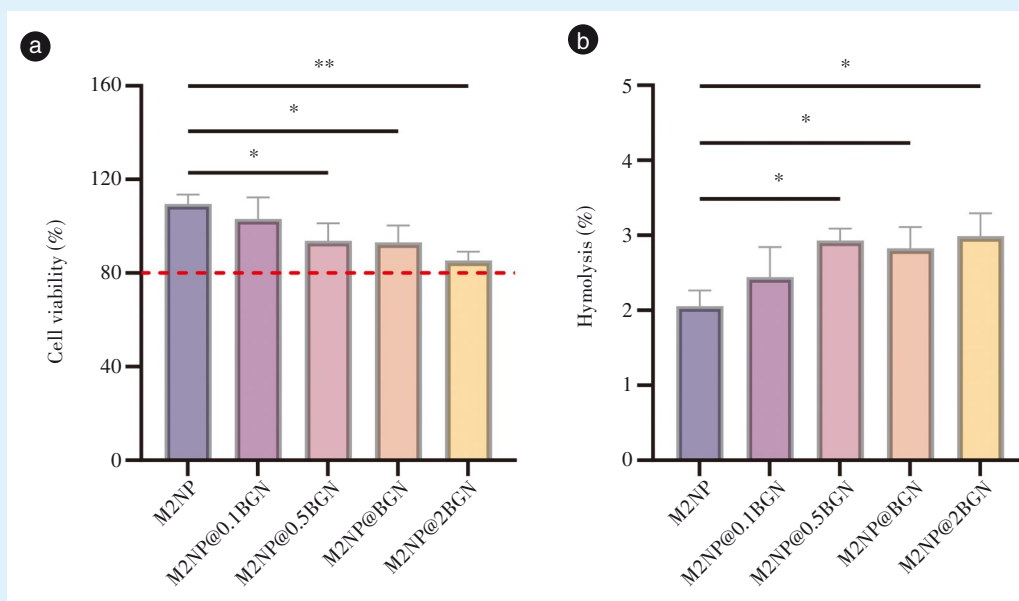 a
**
*
*
160
120
80
40
0
Cell viability (%)
M2NP
M2NP@0.1BGN
M2NP@0.5BGN
M2NP@BGN
M2NP@2BGN
b
*
*
*
5
4
3
2
1
0
Hymolysis (%)
M2NP
M2NP@0.1BGN
M2NP@0.5BGN
M2NP@BGN
M2NP@2BGN